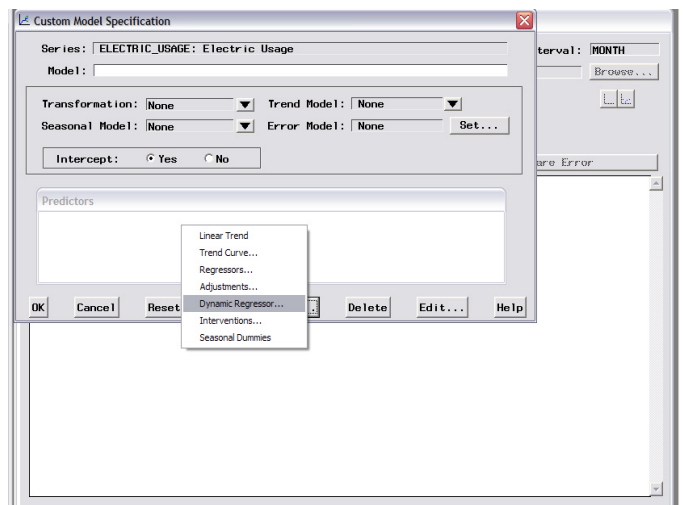 Custom Model Specification
Series: ELECTRIC_USAGE: Electric Usage
terval: MONTH
Model:
Browse...
Transformation: None Trend Model: None
Seasonal Model: None Error Model: None Set...
Intercept: Yes No
are Error
Predictors
Linear Trend
Trend Curve...
Regressors...
Adjustments...
Dynamic Regressor...
Interventions...
Seasonal Dummies
OK Cancel Reset . Delete Edit... Help